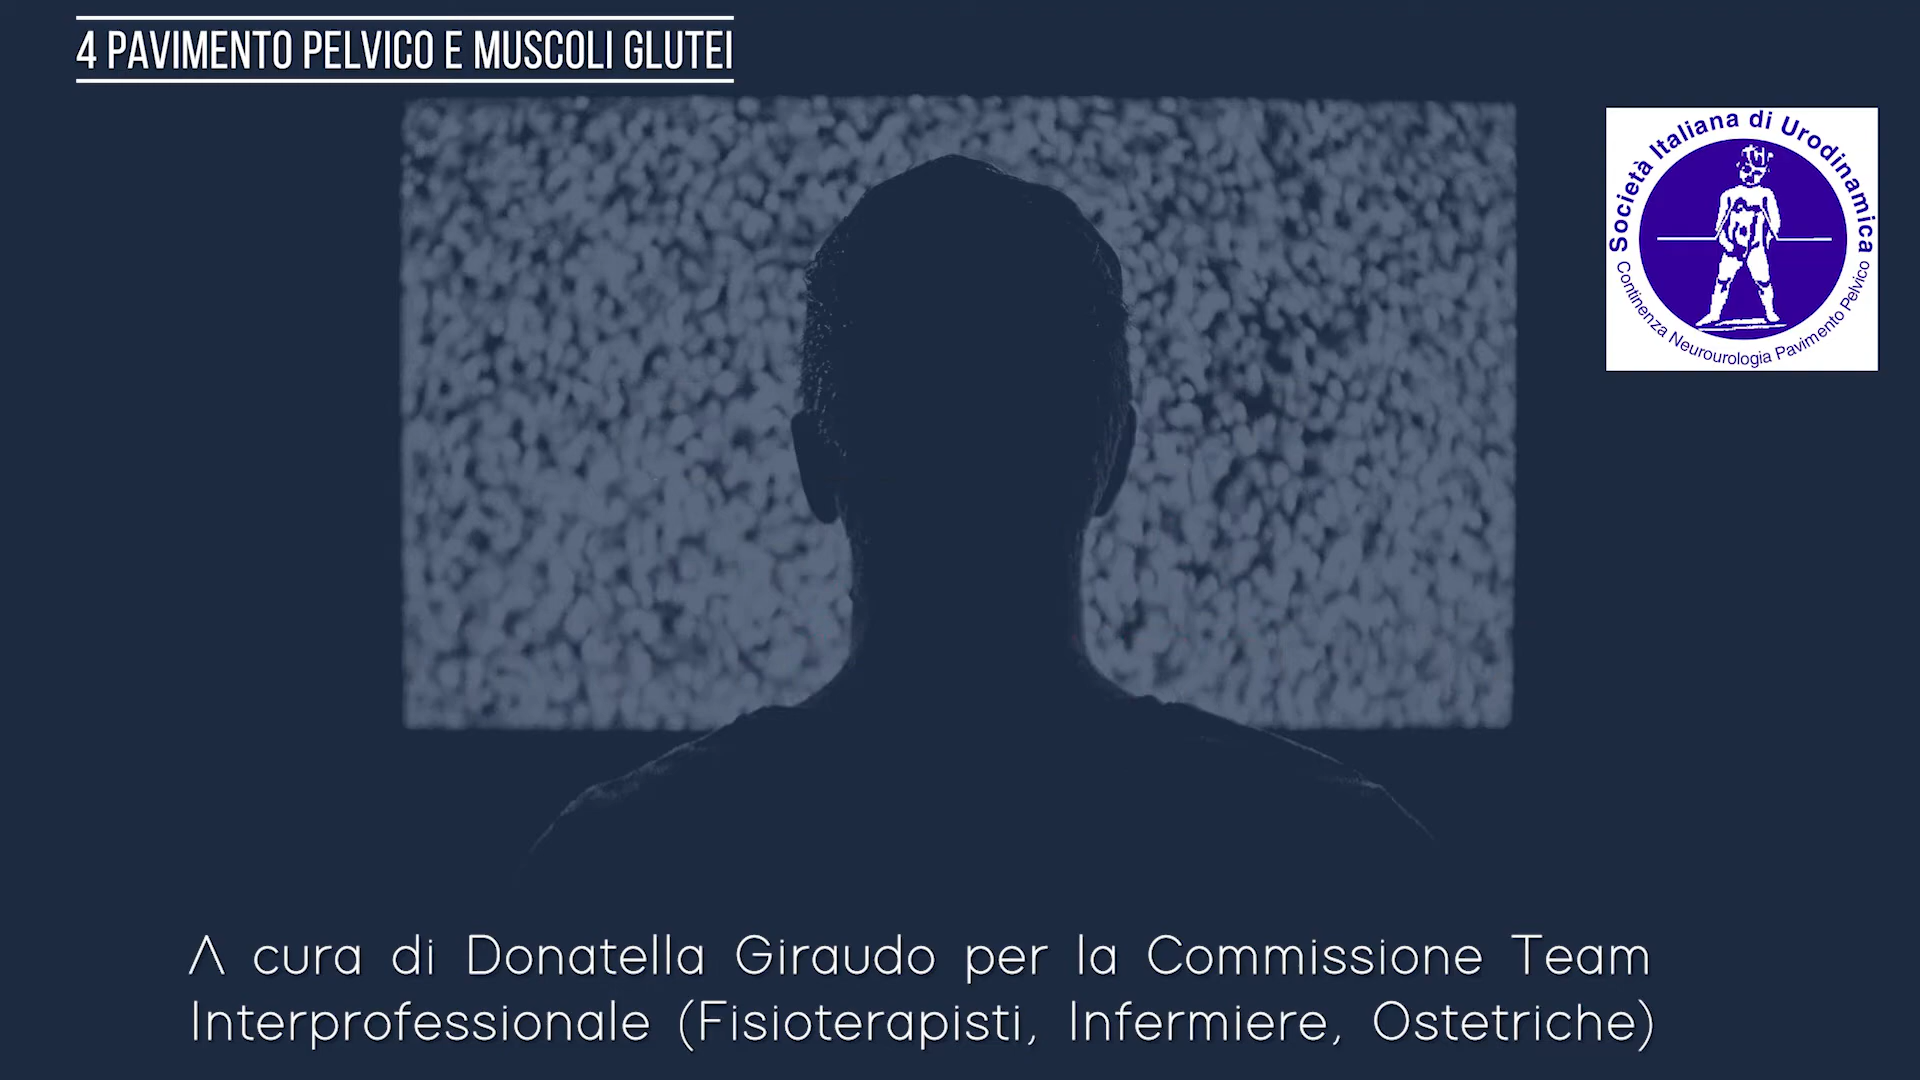 4 PAVIMENTO PELVICO E MUSCOLI GLUTEI
Società Italiana di Urodinamica
Continenza Neurourologia Pavimento Pelvico
A cura di Donatella Giraudo per la Commissione Team
Interprofessionale (Fisioterapisti, Infermiere, Ostetriche)